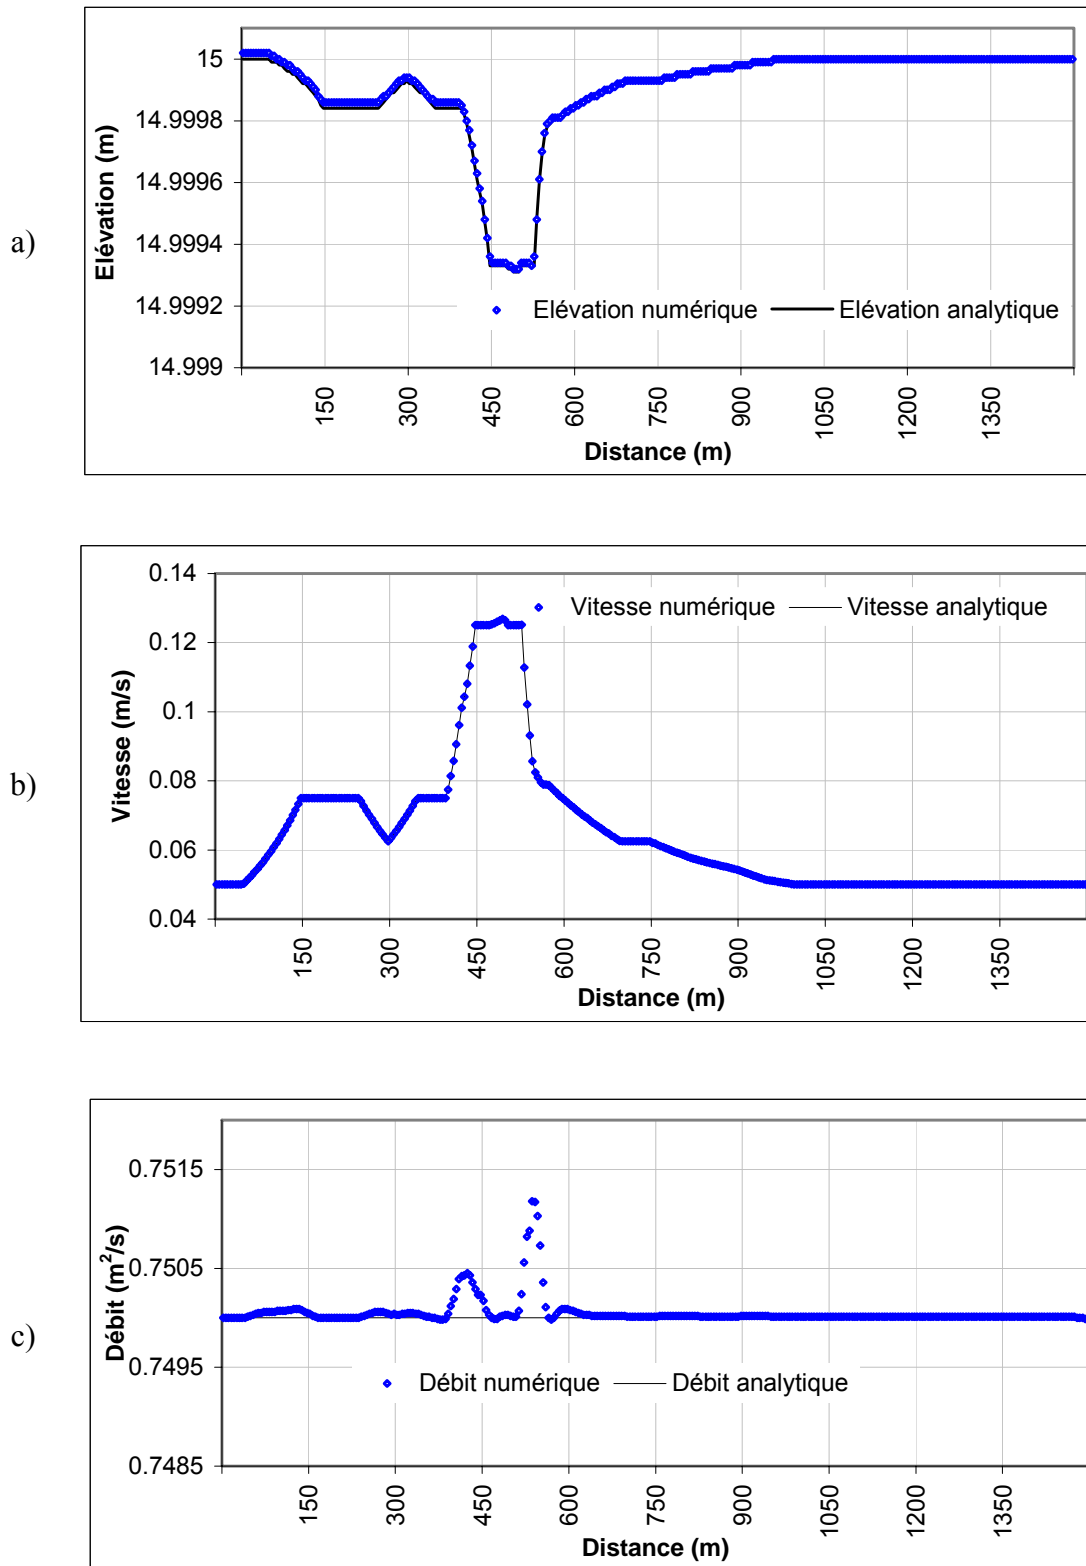 a)
Elévation (m)
15
14.9998
14.9996
14.9994
14.9992
14.999
Elévation numérique
Elévation analytique
150 300 450 600 750 900 1050 1200 1350
Distance (m)
b)
Vitesse (m/s)
0.14
0.12
0.1
0.08
0.06
0.04
Vitesse numérique
Vitesse analytique
150 300 450 600 750 900 1050 1200 1350
Distance (m)
c)
Débit (m²/s)
0.7515
0.7505
0.7495
0.7485
Débit numérique
Débit analytique
150 300 450 600 750 900 1050 1200 1350
Distance (m)